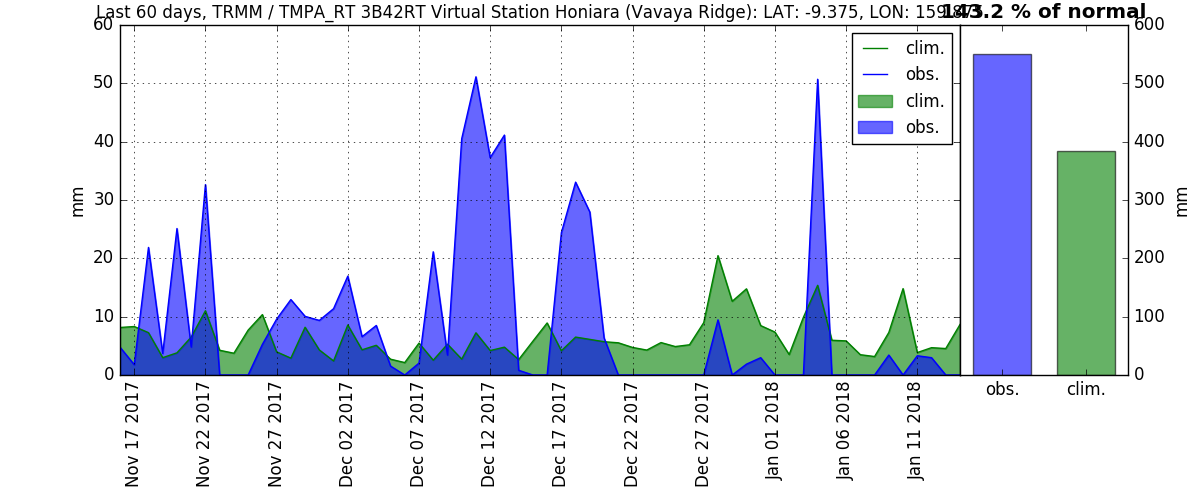 Last 60 days, TRMM / TMPA_RT 3B42RT Virtual Station Honiara (Vavaya Ridge): LAT: -9.375, LON:
143.2 % of normal
clim.
obs.
clim.
obs.
60
50
40
30
20
10
0
mm
Nov 17 2017
Nov 22 2017
Nov 27 2017
Dec 02 2017
Dec 07 2017
Dec 12 2017
Dec 17 2017
Dec 22 2017
Dec 27 2017
Jan 01 2018
Jan 06 2018
Jan 11 2018
600
500
400
300
200
100
0
mm
obs.
clim.